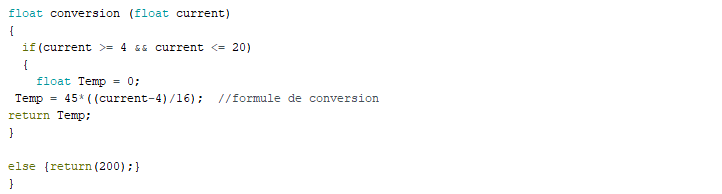 float conversion (float current)
{
if(current >= 4 && current <= 20)
{
float Temp = 0;
Temp = 45*((current-4)/16);  //formule de conversion
return Temp;
}
else {return(200);}
}